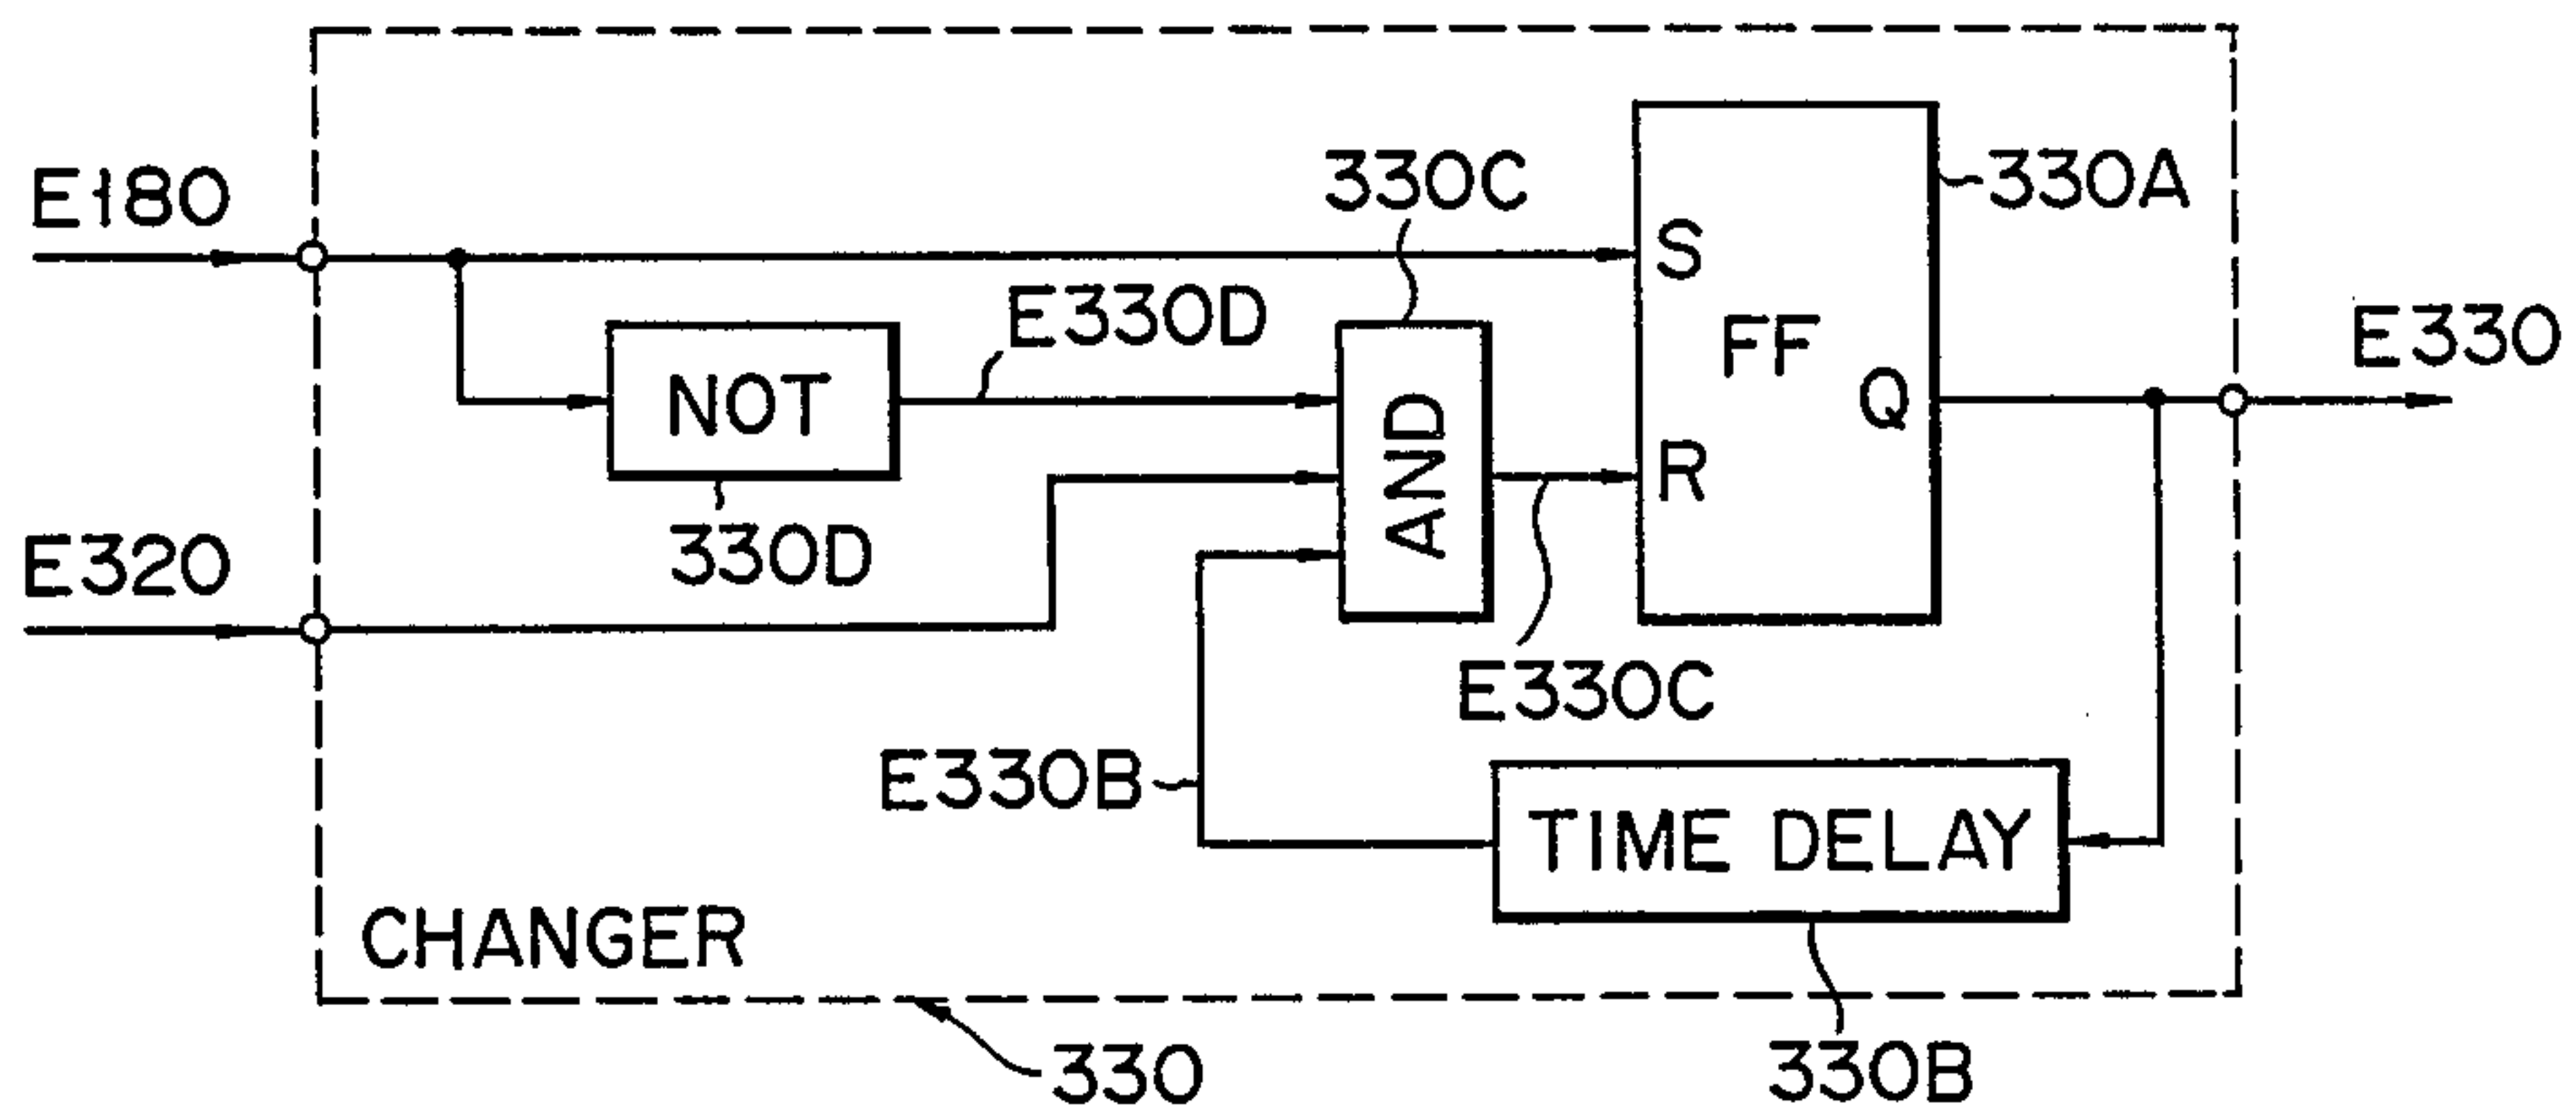 E180
330C
330A
S
E330D
FF
E330
NOT
AND
Q
R
330D
E320
E330C
E330B
TIME DELAY
CHANGER
330
330B